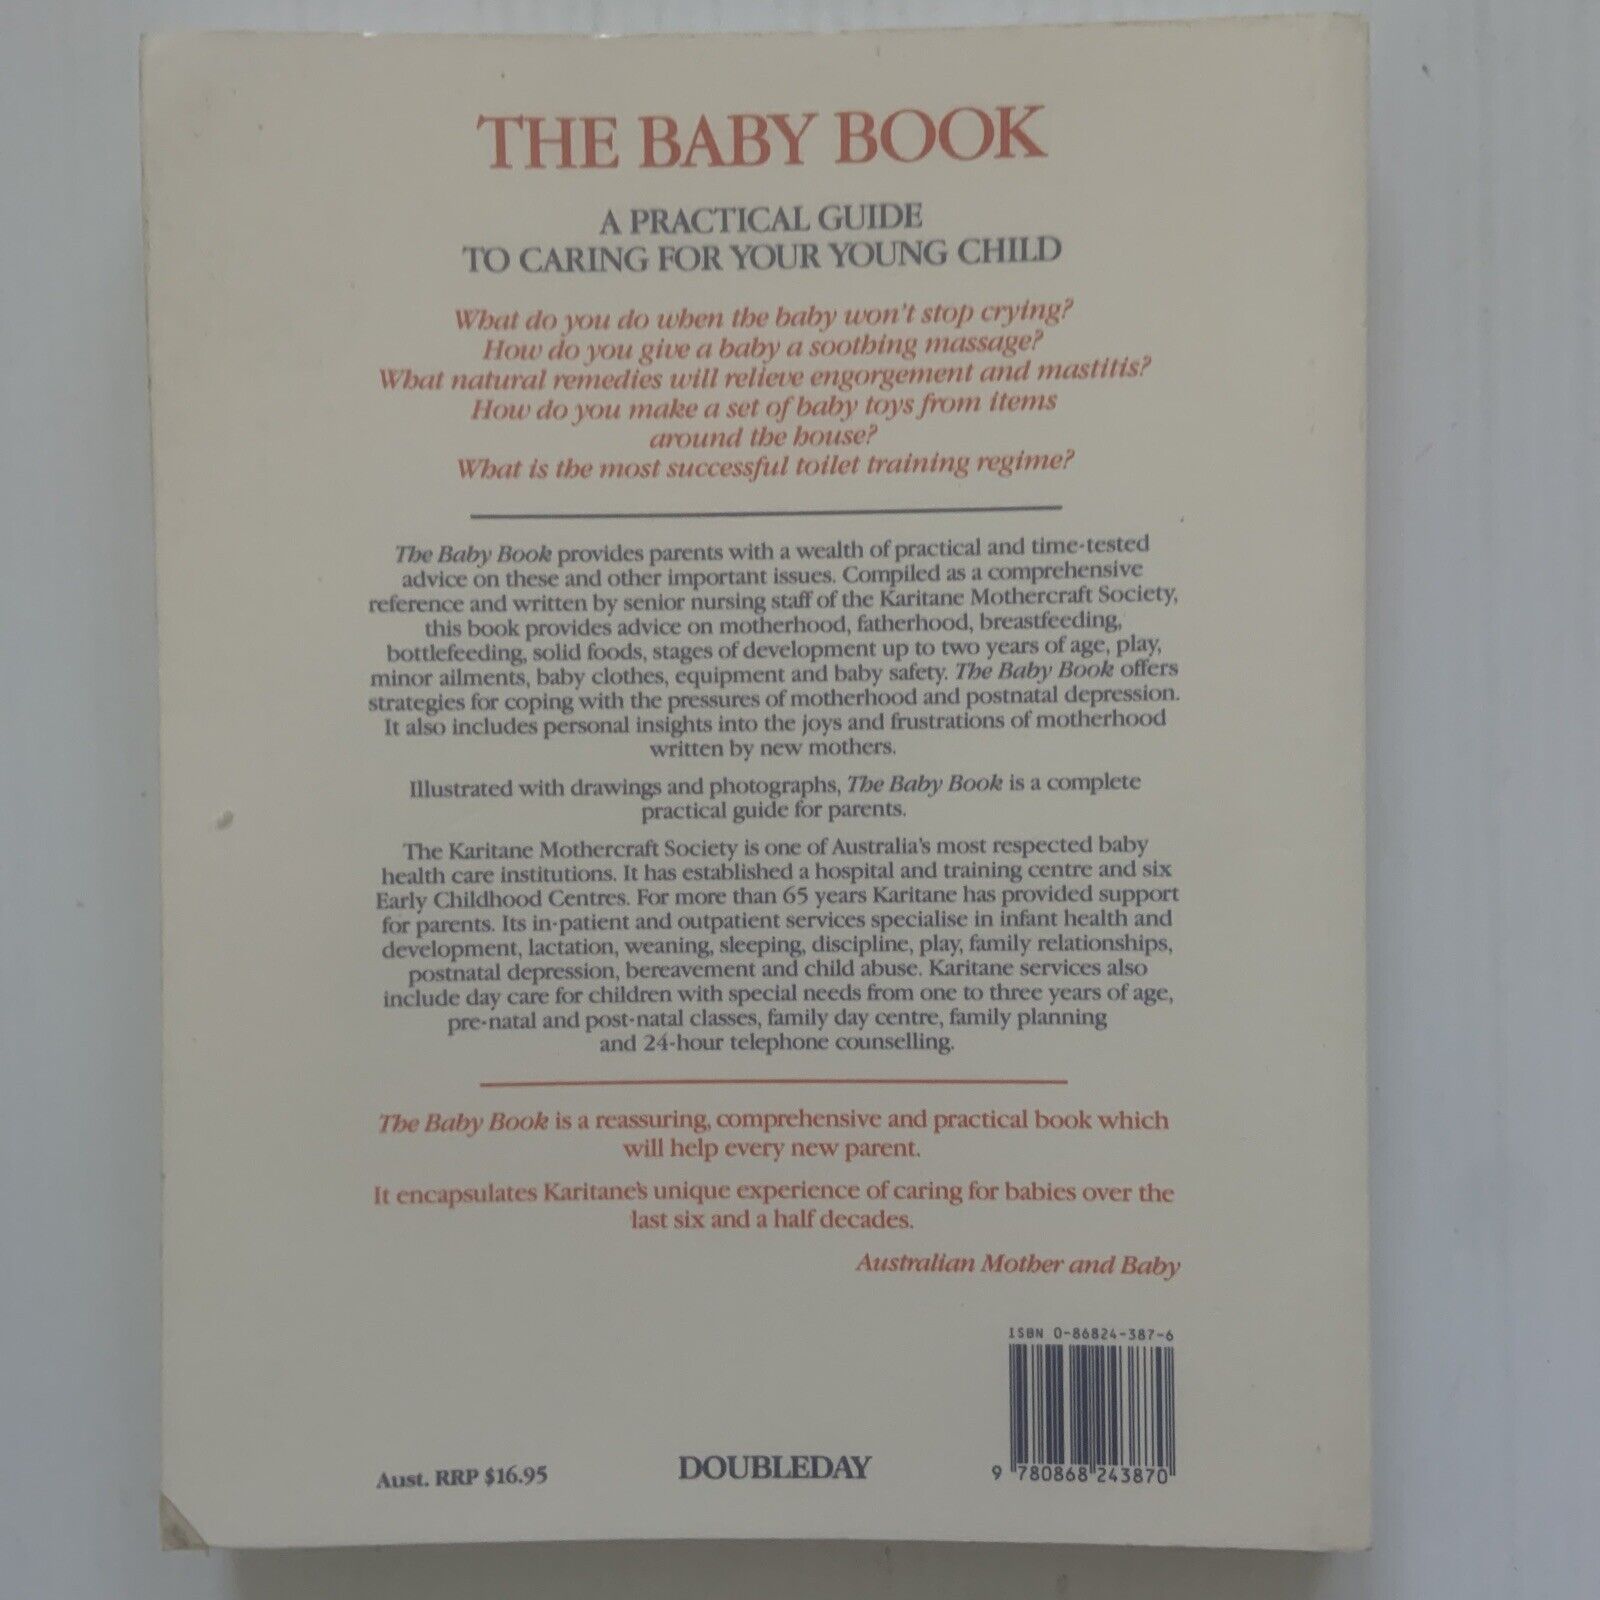 THE BABY BOOK
A PRACTICAL GUIDE
TO CARING FOR YOUR YOUNG CHILD
What do you do when the baby won't stop crying?
How do you give a baby a soothing massage?
What natural remedies will relieve engorgement and mastitis?
How do you make a set of baby toys from items
around the house?
What is the most successful toilet training regime?
The Baby Book provides parents with a wealth of practical and time-tested
advice on these and other important issues. Compiled as a comprehensive
reference and written by senior nursing staff of the Karitane Mothercraft Society,
this book provides advice on motherhood, fatherhood, breastfeeding,
bottlefeeding, solid foods, stages of development up to two years of age, play,
minor ailments, baby clothes, equipment and baby safety. The Baby Book offers
strategies for coping with the pressures of motherhood and postnatal depression.
It also includes personal insights into the joys and frustrations of motherhood
written by new mothers.
Illustrated with drawings and photographs, The Baby Book is a complete
practical guide for parents.
The Karitane Mothercraft Society is one of Australia's most respected baby
health care institutions. It has established a hospital and training centre and six
Early Childhood Centres. For more than 65 years Karitane has provided support
for parents. Its in-patient and outpatient services specialise in infant health and
development, lactation, weaning, sleeping, discipline, play, family relationships,
postnatal depression, bereavement and child abuse. Karitane services also
include day care for children with special needs from one to three years of age,
pre-natal and post-natal classes, family day centre, family planning
and 24-hour telephone counselling.
The Baby Book is a reassuring, comprehensive and practical book which
will help every new parent.
It encapsulates Karitane's unique experience of caring for babies over the
last six and a half decades.
Australian Mother and Baby
ISBN 0-86824-387-6
9 780868 243870
Aust. RRP $16.95
DOUBLEDAY